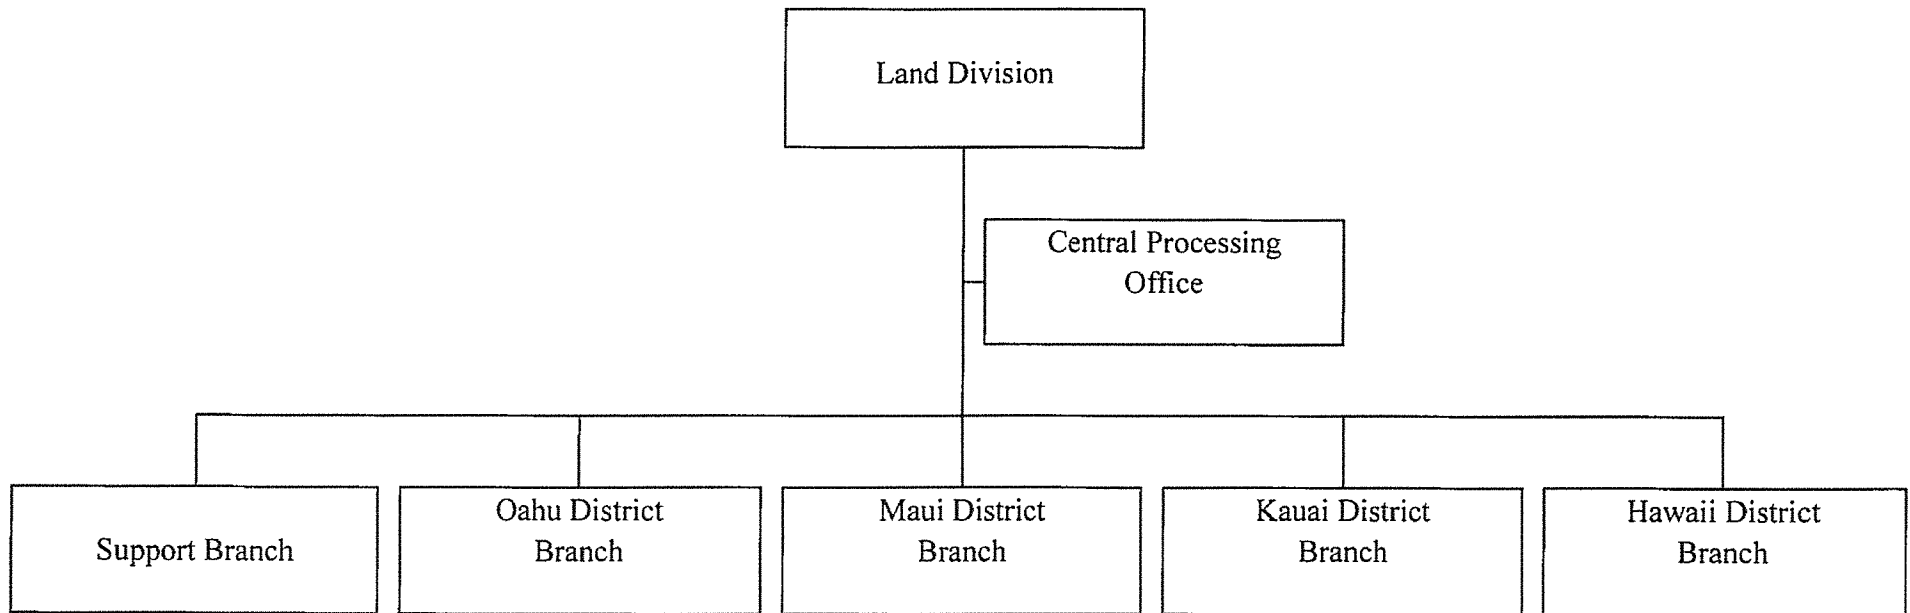 Land Division
Central Processing
Office
Support Branch
Oahu District
Branch
Maui District
Branch
Kauai District
Branch
Hawaii District
Branch